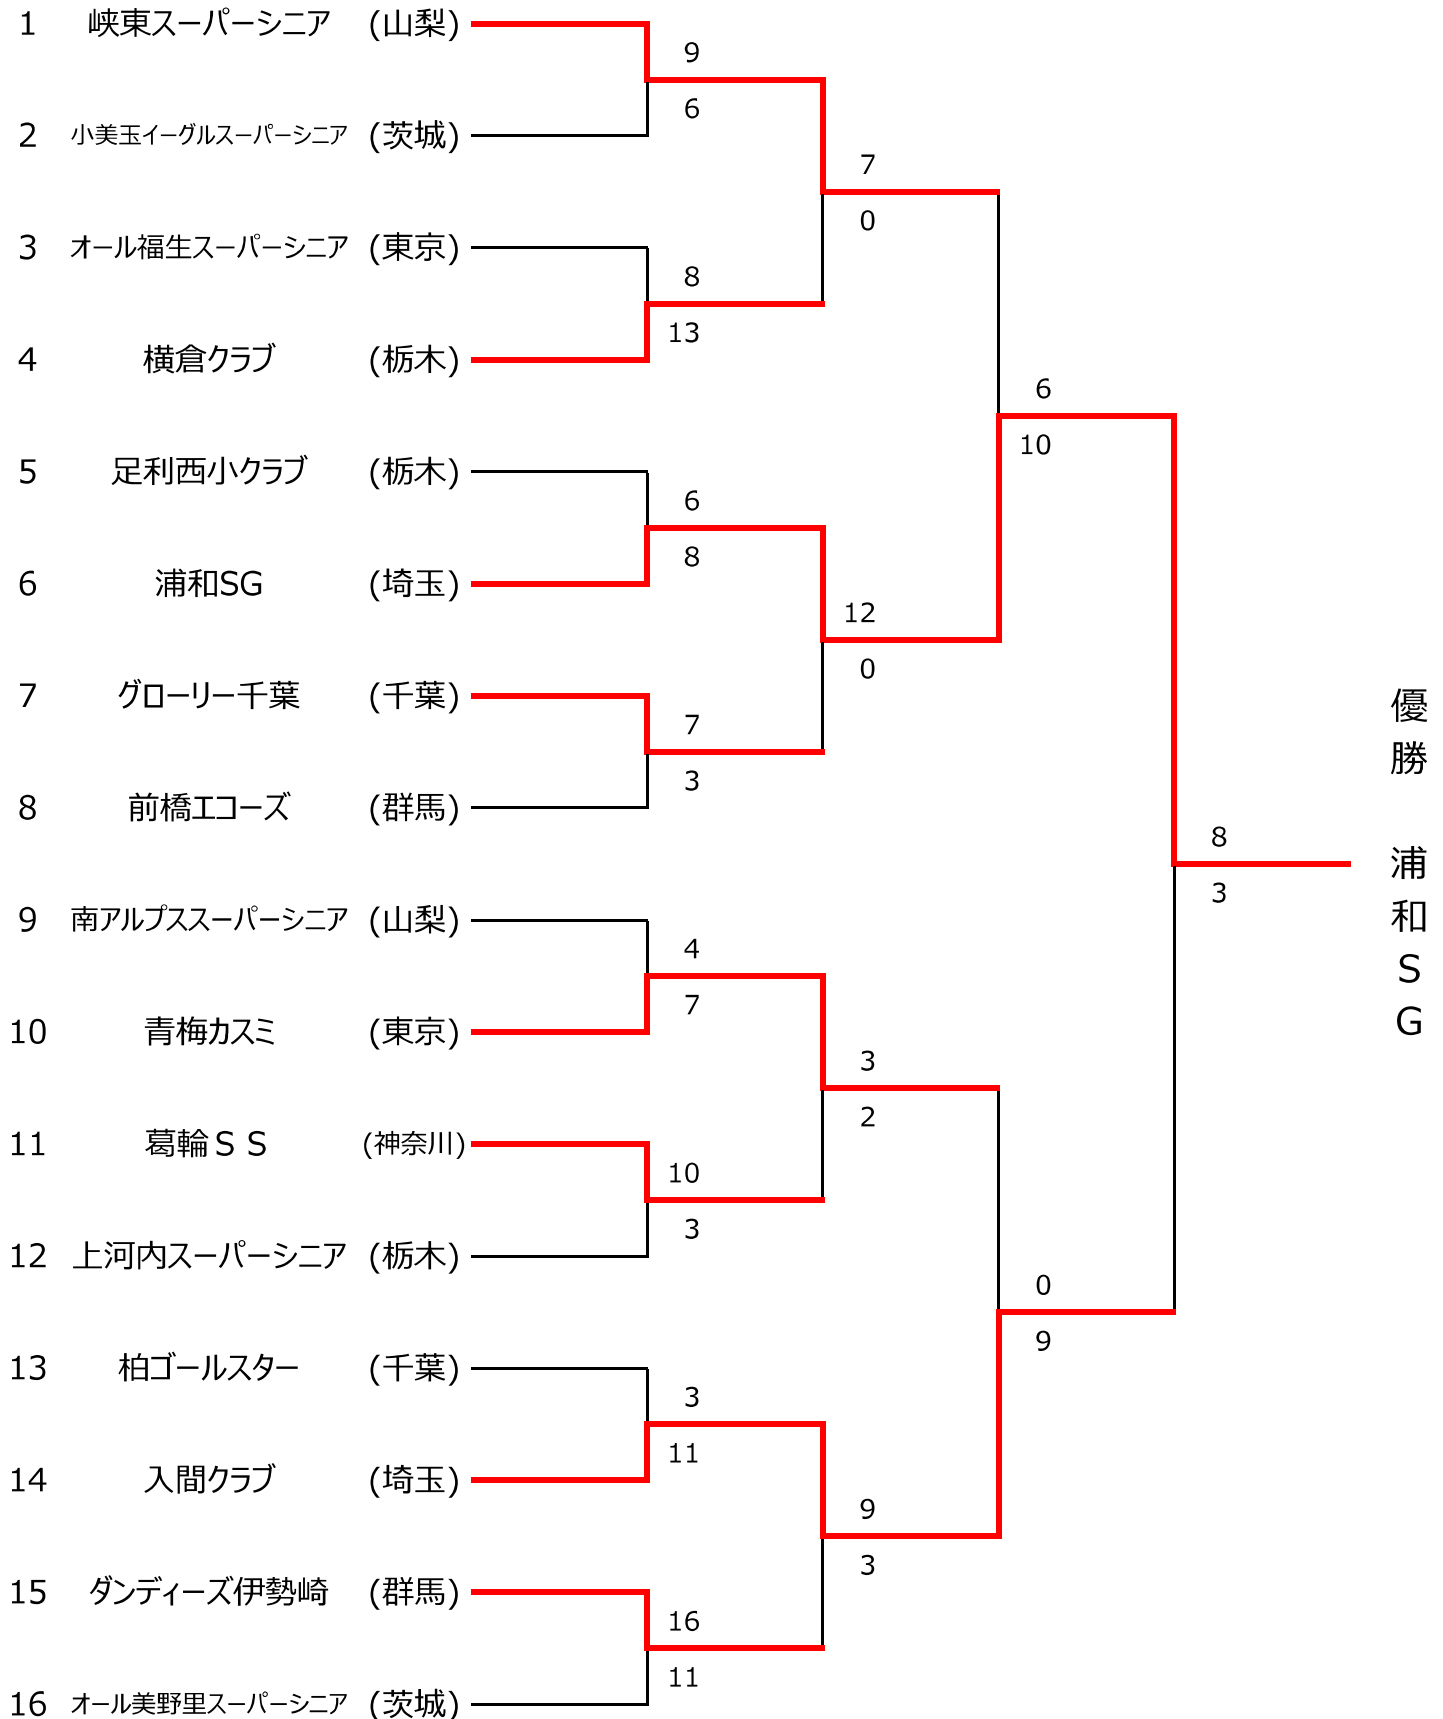 1 峡東スーパーシニア (山梨)
9
6
2 小美玉イーグルスーパーシニア (茨城)
7
0
3 オール福生スーパーシニア (東京)
8
13
4 横倉クラブ (栃木)
6
10
5 足利西小クラブ (栃木)
6
8
6 浦和SG (埼玉)
12
0
7 グローリー千葉 (千葉)
7
3
8 前橋エコーズ (群馬)
8
3
優勝 浦和SG
9 南アルプススーパーシニア (山梨)
4
7
10 青梅カスミ (東京)
3
2
11 葛輪ＳＳ (神奈川)
10
3
12 上河内スーパーシニア (栃木)
0
9
13 柏ゴールスター (千葉)
3
11
14 入間クラブ (埼玉)
9
3
15 ダンディーズ伊勢崎 (群馬)
16
11
16 オール美野里スーパーシニア (茨城)